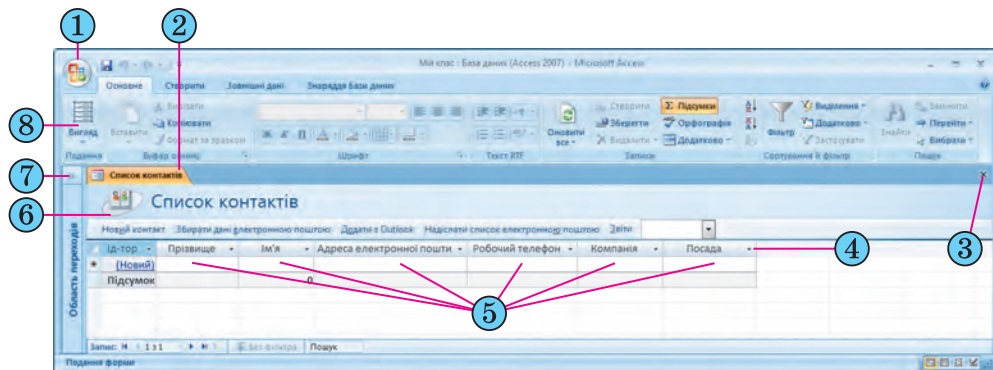 1
2
Мій клас : База даних (Access 2007) - Microsoft Access
Основне Створити Зовнішні дані Знаряддя бази даних
8
Вигляд
Вставити
Вирізати
Копіювати
Формат за зразком
Ж К П
Оновити все
Створити
Зберегти
Видалити
Σ Підсумки
Орфографія
Додатково
Фільтр
Виділення
Додатково
Застосувати
Знайти
Замінити
Перейти
Вибрати
Подання Буфер обміну Шрифт Текст RTF Записи Сортування й фільтр Пошук
7
Список контактів
6
Список контактів
3
Новий контакт Збирати дані електронною поштою Додати з Outlook Надіслати список електронною поштою Звіти
Ід-тор Прізвище Ім'я Адреса електронної пошти Робочий телефон Компанія Посада
4
(Новий)
Підсумок 0
5
Область переходів
Запис: 1 з 1 Без фільтра Пошук
Подання форми